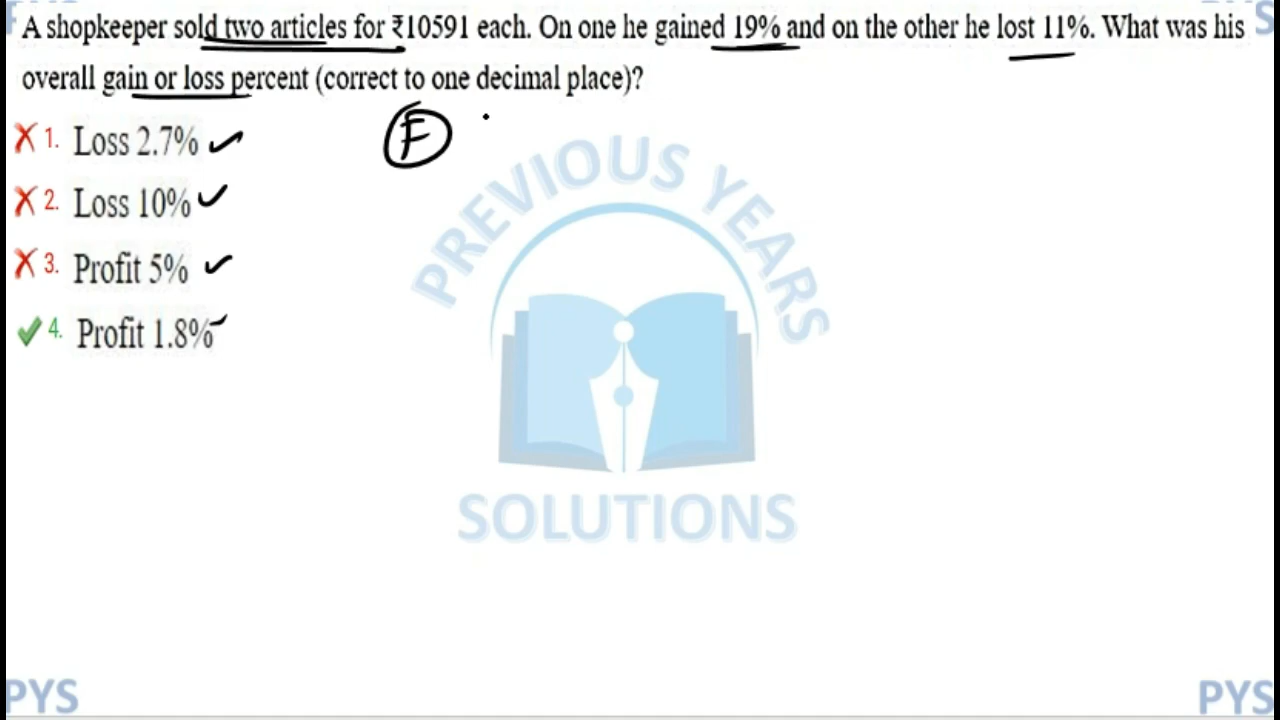 A shopkeeper sold two articles for ₹10591 each. On one he gained 19% and on the other he lost 11%. What was his
overall gain or loss percent (correct to one decimal place)?
F
1. Loss 2.7%
2. Loss 10%
3. Profit 5%
4. Profit 1.8%
PREVIOUS YEARS
SOLUTIONS
PYS
PYS